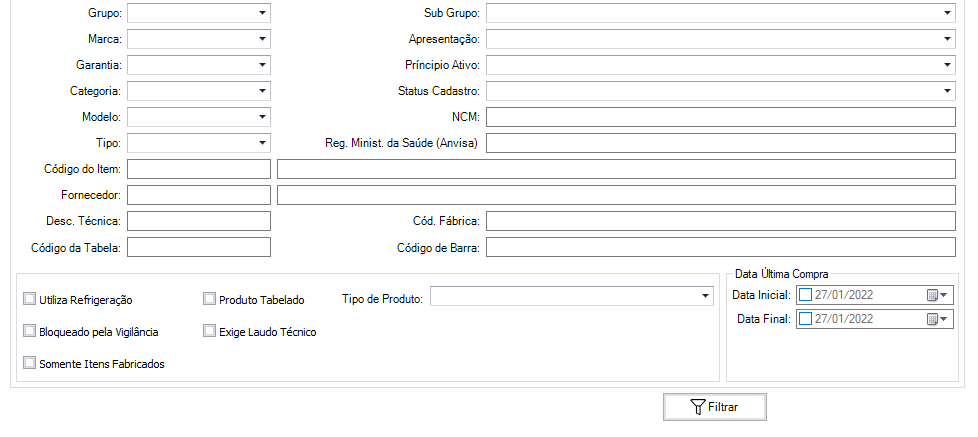 Grupo: Sub Grupo:
Marca: Apresentação:
Garantia: Príncipio Ativo:
Categoria: Status Cadastro:
Modelo: NCM:
Tipo: Reg. Minist. da Saúde (Anvisa)
Código do Item:
Fornecedor:
Desc. Técnica: Cód. Fábrica:
Código da Tabela: Código de Barra:
Data Última Compra
Utiliza Refrigeração Produto Tabelado Tipo de Produto: Data Inicial: 27/01/2022
Data Final: 27/01/2022
Bloqueado pela Vigilância Exige Laudo Técnico
Somente Itens Fabricados
Filtrar